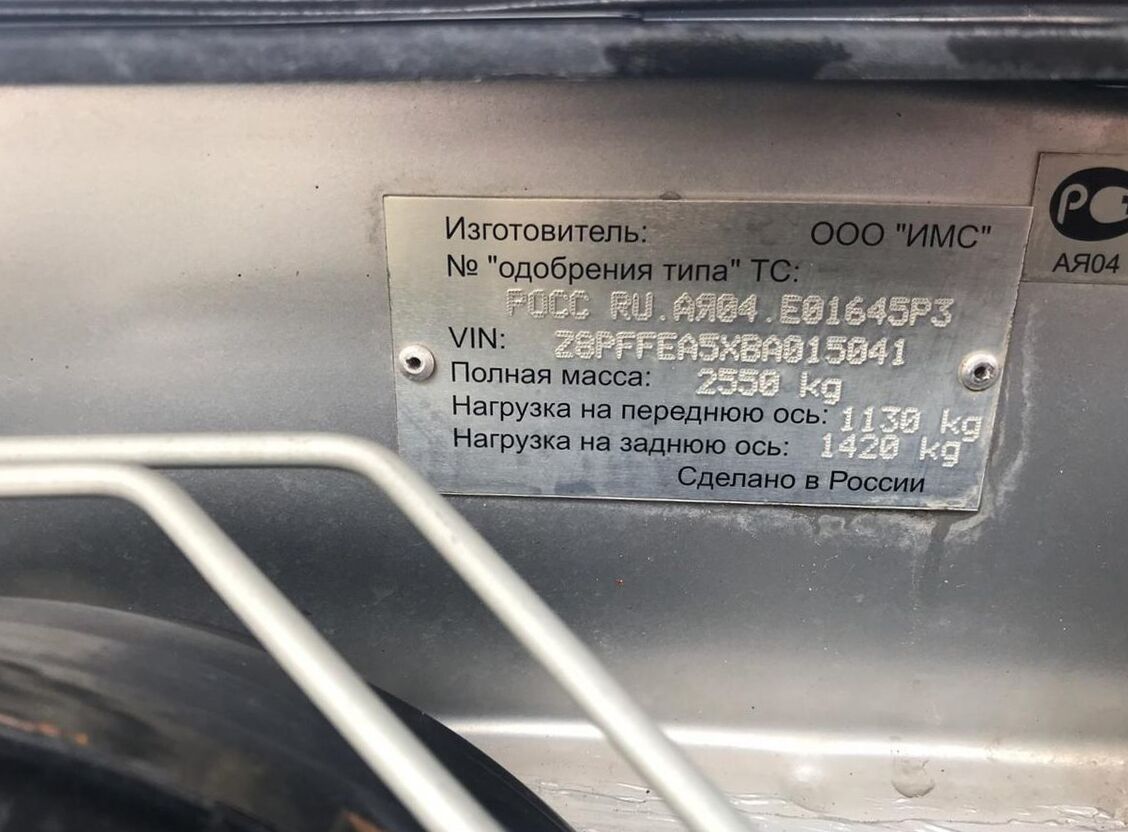 Изготовитель: ООО "ИМС"
№ "одобрения типа" ТС:
РОСС RU.АЯ04.Е01645Р3
VIN: Z8PFFEA5XBA015041
Полная масса: 2550 kg
Нагрузка на переднюю ось: 1130 kg
Нагрузка на заднюю ось: 1420 kg
Сделано в России
АЯ04